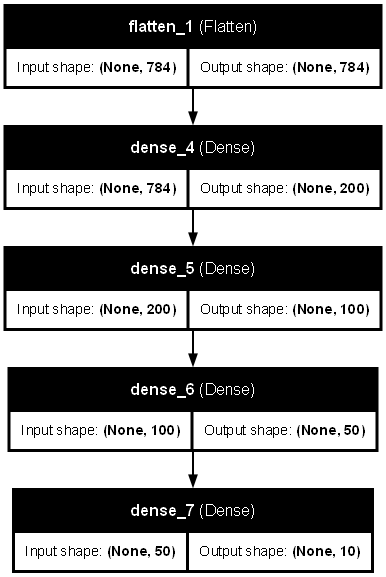 flatten_1 (Flatten)
Input shape: (None, 784) Output shape: (None, 784)
dense_4 (Dense)
Input shape: (None, 784) Output shape: (None, 200)
dense_5 (Dense)
Input shape: (None, 200) Output shape: (None, 100)
dense_6 (Dense)
Input shape: (None, 100) Output shape: (None, 50)
dense_7 (Dense)
Input shape: (None, 50) Output shape: (None, 10)